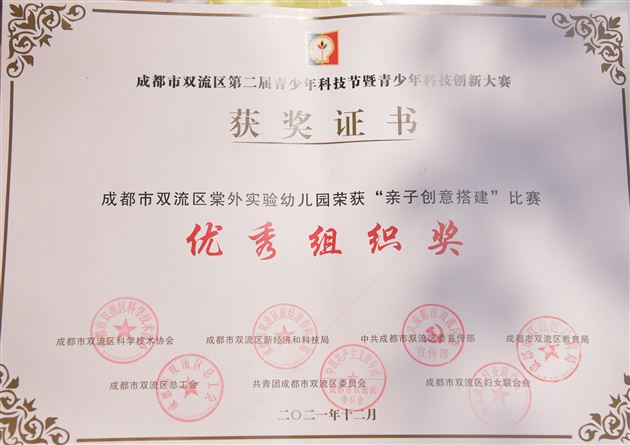 成都市双流区第二届青少年科技节暨青少年科技创新大赛
获奖证书
成都市双流区棠外实验幼儿园荣获“亲子创意搭建”比赛
优秀组织奖
成都市双流区科学技术协会 成都市双流区新经济和科技局 中共成都市双流区委宣传部 成都市双流区教育局
成都市双流区总工会 共青团成都市双流区委员会 成都市双流区妇女联合会
二〇二一年十二月